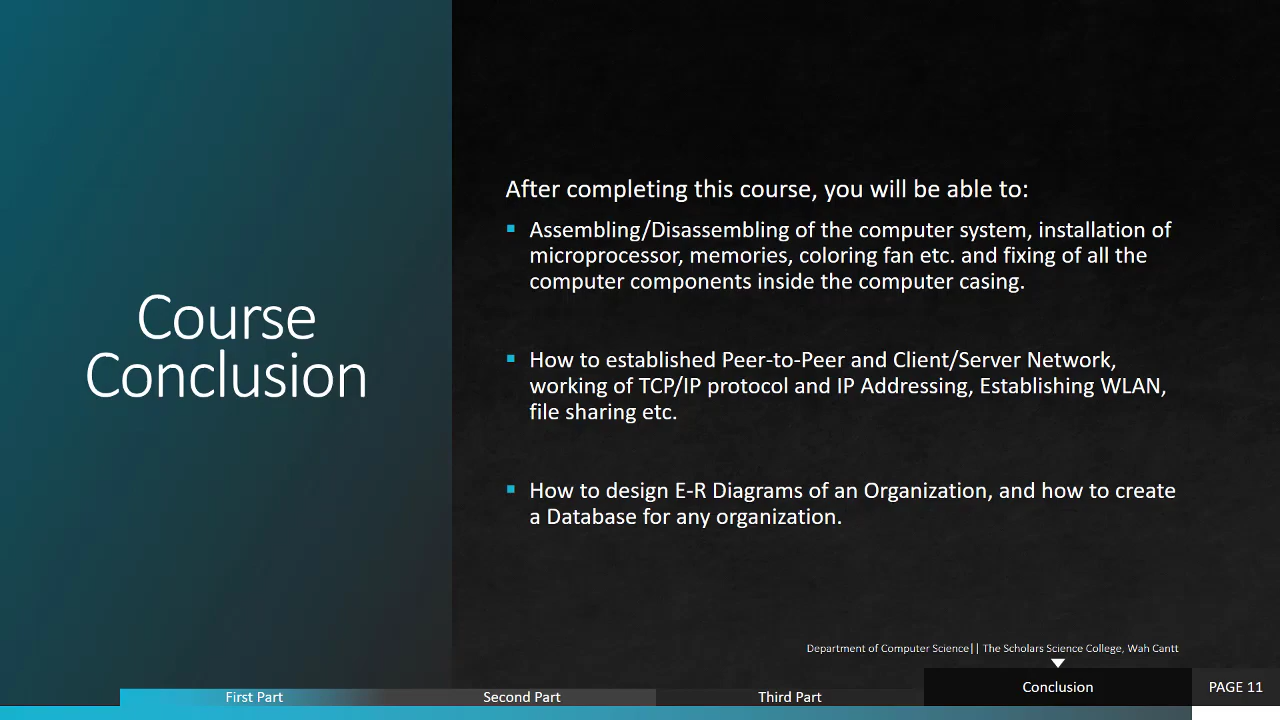 Course
Conclusion
After completing this course, you will be able to:
Assembling/Disassembling of the computer system, installation of
microprocessor, memories, coloring fan etc. and fixing of all the
computer components inside the computer casing.
How to established Peer-to-Peer and Client/Server Network,
working of TCP/IP protocol and IP Addressing, Establishing WLAN,
file sharing etc.
How to design E-R Diagrams of an Organization, and how to create
a Database for any organization.
Department of Computer Science|| The Scholars Science College, Wah Cantt
First Part
Second Part
Third Part
Conclusion
PAGE 11